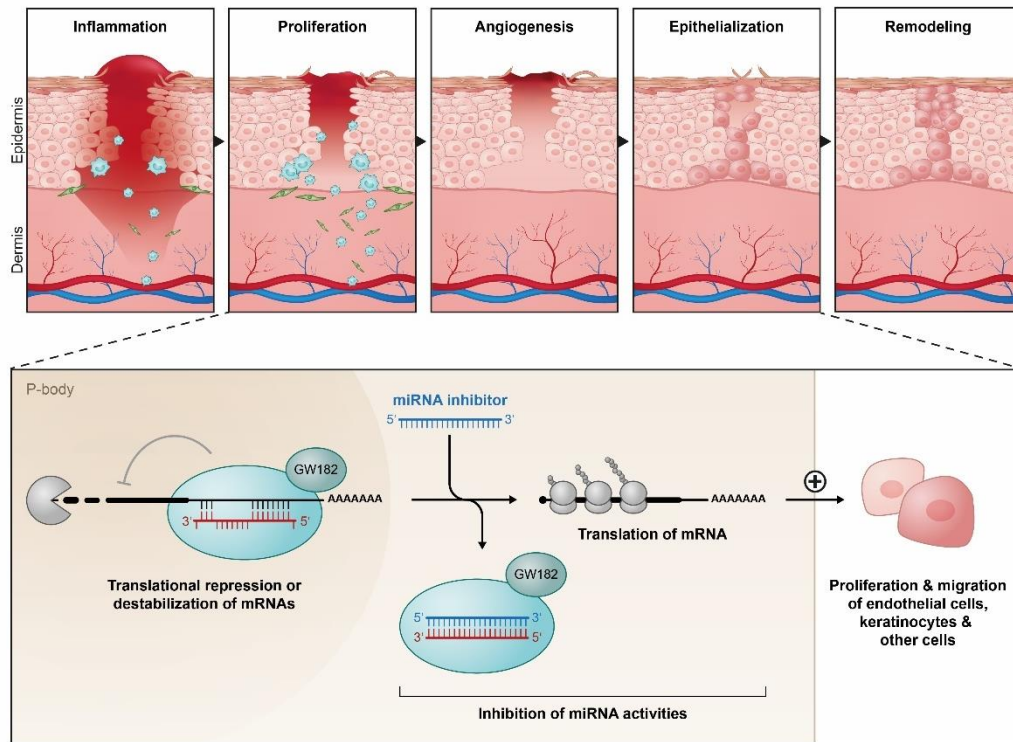 Inflammation
Proliferation
Angiogenesis
Epithelialization
Remodeling
Epidermis
Dermis
P-body
miRNA inhibitor
5' 3'
GW182
AAAAAAA
3' 5'
Translational repression or
destabilization of mRNAs
AAAAAAA
Translation of mRNA
GW182
5' 3'
3' 5'
Inhibition of miRNA activities
+
Proliferation & migration
of endothelial cells,
keratinocytes &
other cells